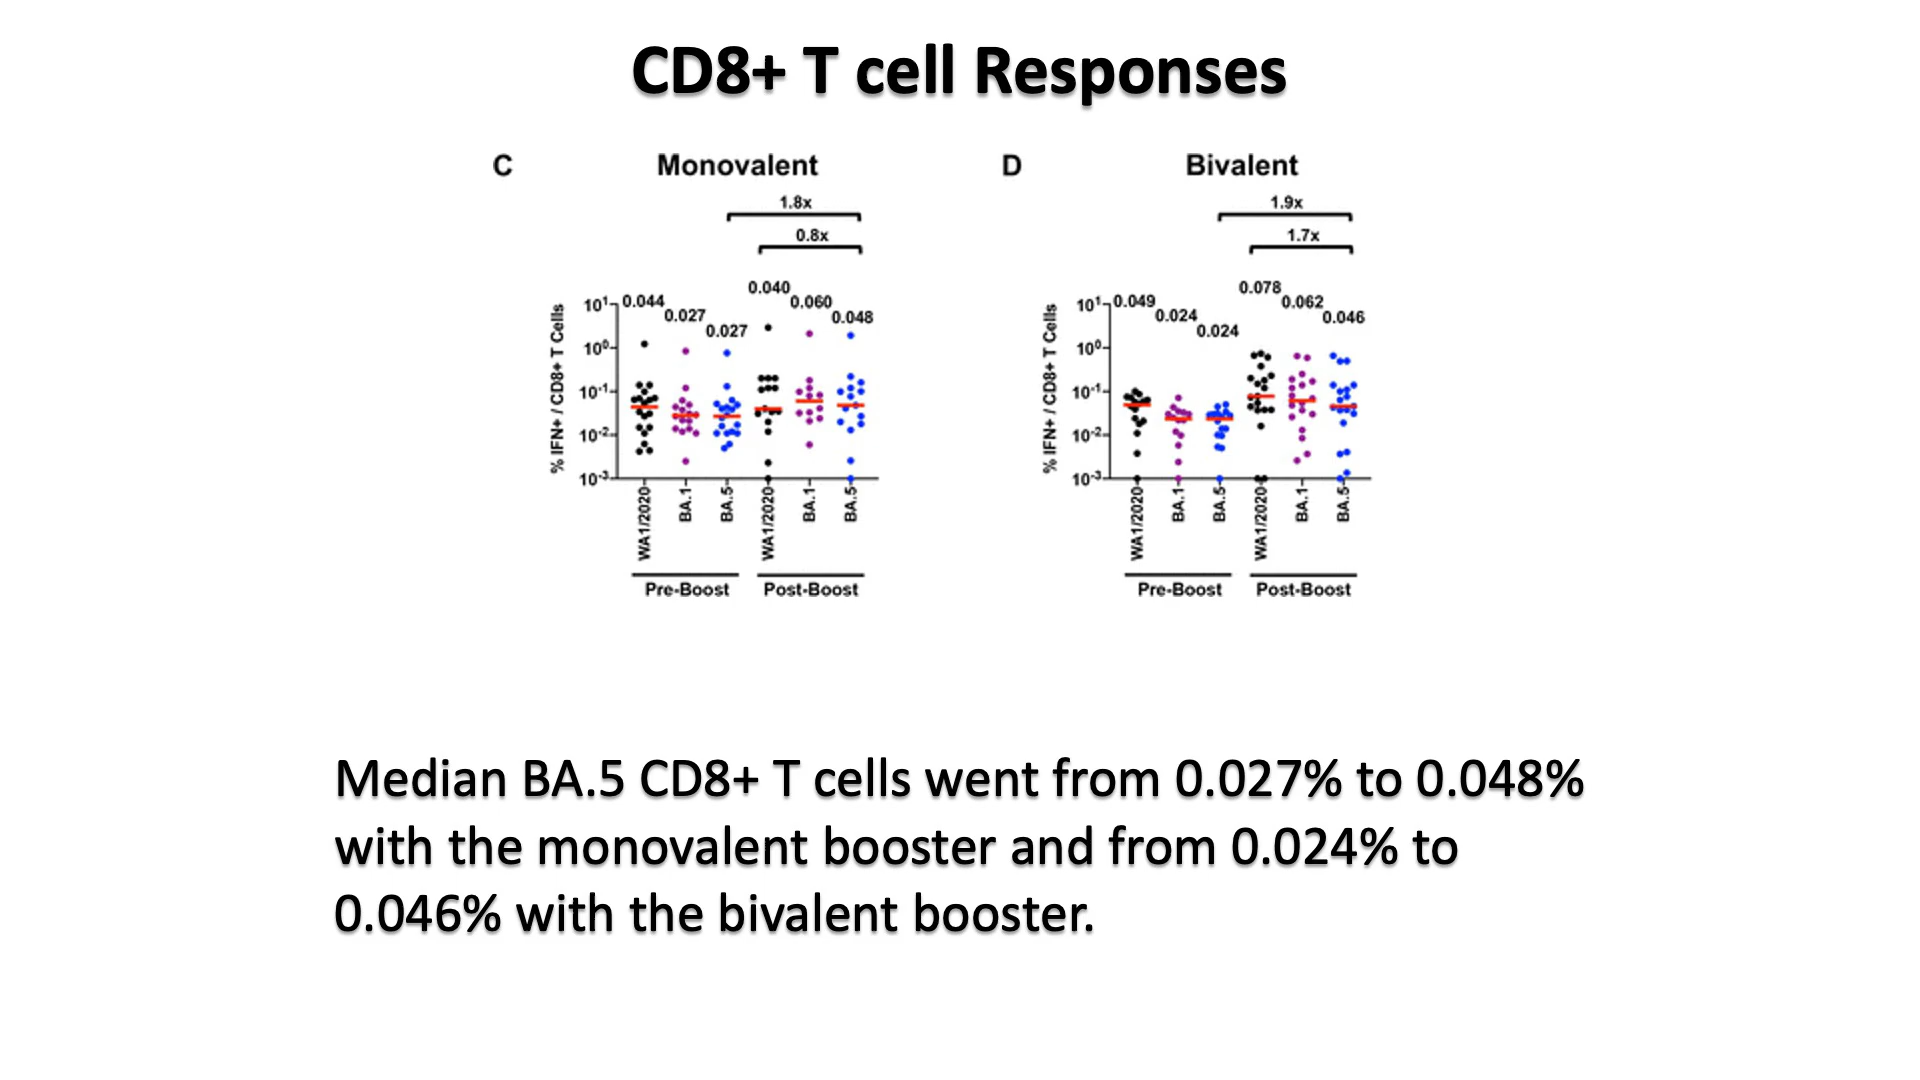 CD8+ T cell Responses
C
Monovalent
1.8x
0.8x
0.044
0.027
0.027
0.040
0.060
0.048
% IFN+ / CD8+ T Cells
10¹
10⁰
10⁻¹
10⁻²
10⁻³
WA1/2020
BA.1
BA.5
WA1/2020
BA.1
BA.5
Pre-Boost
Post-Boost
D
Bivalent
1.9x
1.7x
0.049
0.024
0.024
0.078
0.062
0.046
% IFN+ / CD8+ T Cells
10¹
10⁰
10⁻¹
10⁻²
10⁻³
WA1/2020
BA.1
BA.5
WA1/2020
BA.1
BA.5
Pre-Boost
Post-Boost
Median BA.5 CD8+ T cells went from 0.027% to 0.048%
with the monovalent booster and from 0.024% to
0.046% with the bivalent booster.